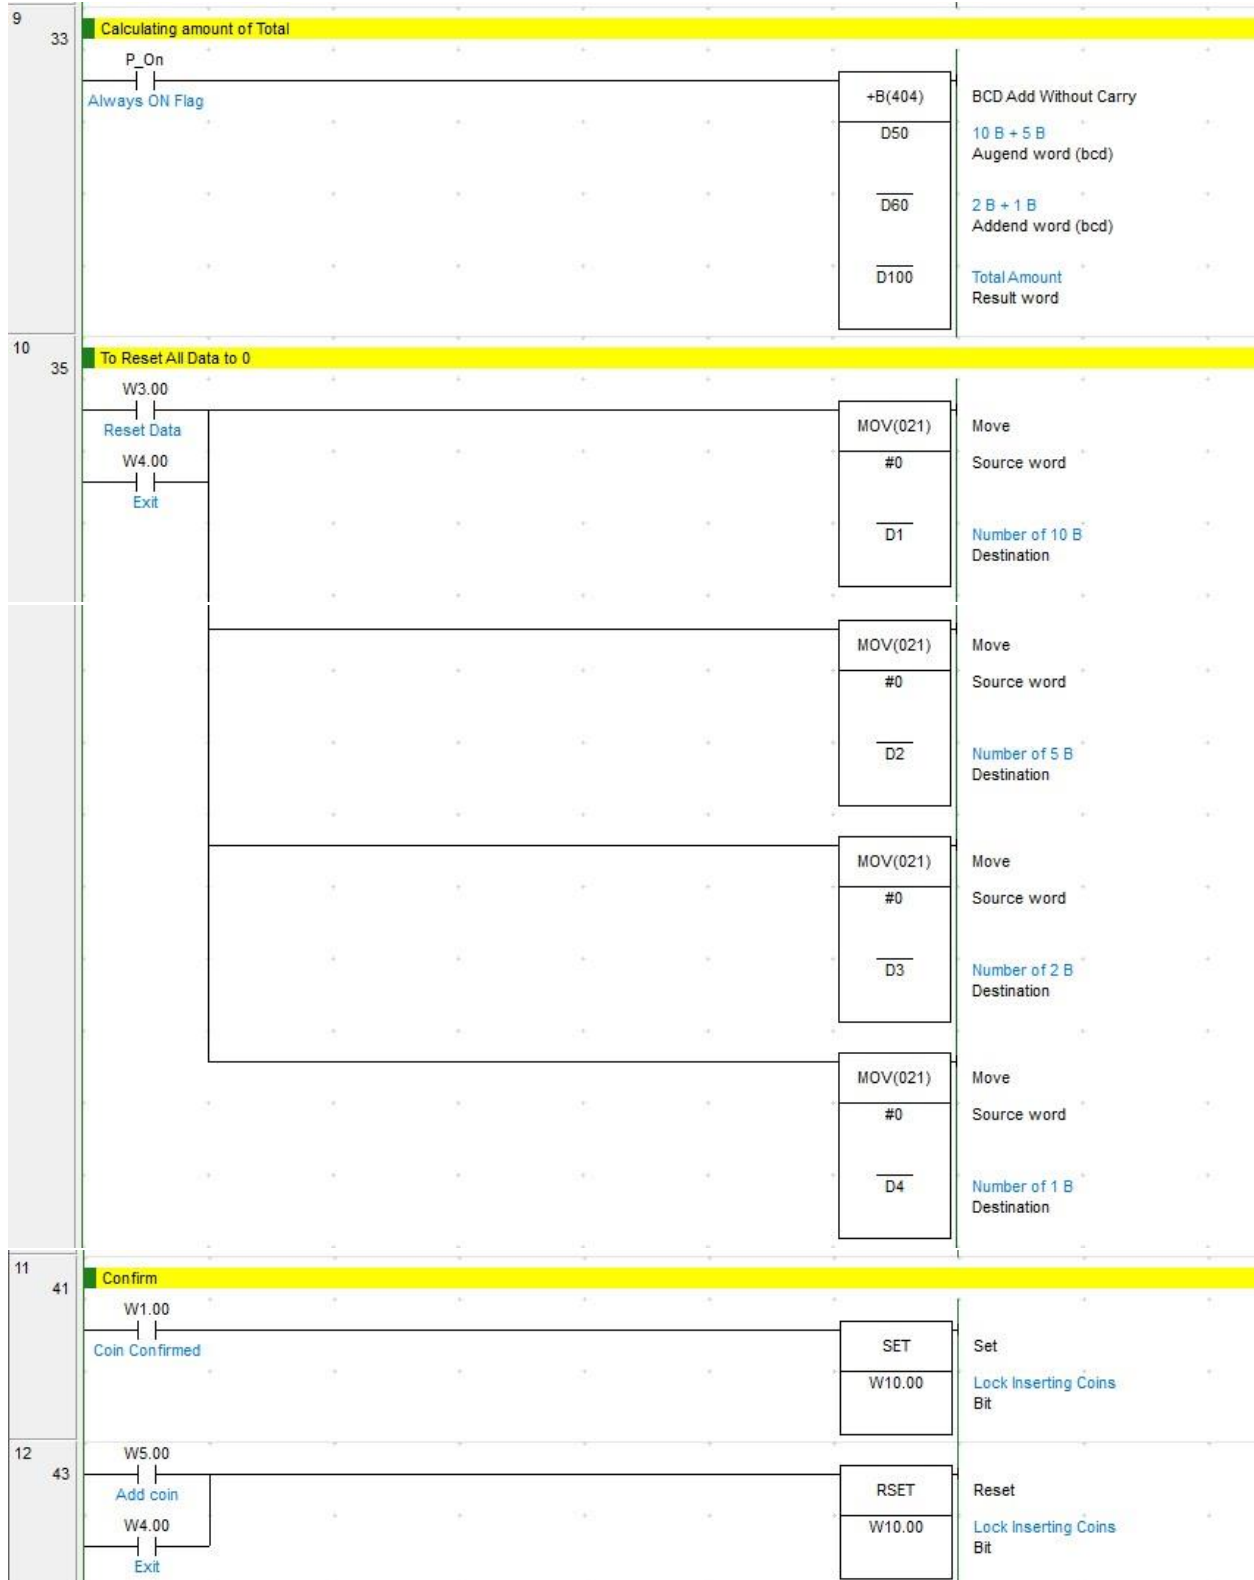 9
33
Calculating amount of Total
P_On
Always ON Flag
+B(404)
BCD Add Without Carry
D50
10 B + 5 B
Augend word (bcd)
D60
2 B + 1 B
Addend word (bcd)
D100
Total Amount
Result word
10
35
To Reset All Data to 0
W3.00
Reset Data
MOV(021)
Move
W4.00
#0
Source word
Exit
D1
Number of 10 B
Destination
MOV(021)
Move
#0
Source word
D2
Number of 5 B
Destination
MOV(021)
Move
#0
Source word
D3
Number of 2 B
Destination
MOV(021)
Move
#0
Source word
D4
Number of 1 B
Destination
11
41
Confirm
W1.00
Coin Confirmed
SET
Set
W10.00
Lock Inserting Coins
Bit
12
43
W5.00
Add coin
RSET
Reset
W4.00
W10.00
Lock Inserting Coins
Bit
Exit